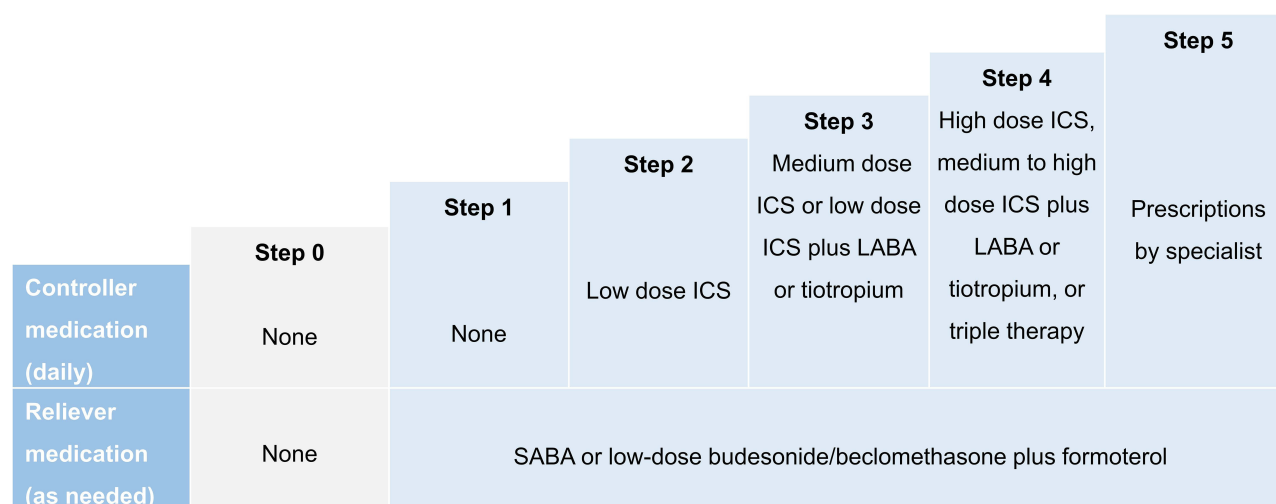 Step 5
Prescriptions
by specialist
Step 4
High dose ICS,
medium to high
dose ICS plus
LABA or
tiotropium, or
triple therapy
Step 3
Medium dose
ICS or low dose
ICS plus LABA
or tiotropium
Step 2
Low dose ICS
Step 1
None
Step 0
None
Controller
medication
(daily)
Reliever
medication
(as needed)
None
SABA or low-dose budesonide/beclomethasone plus formoterol